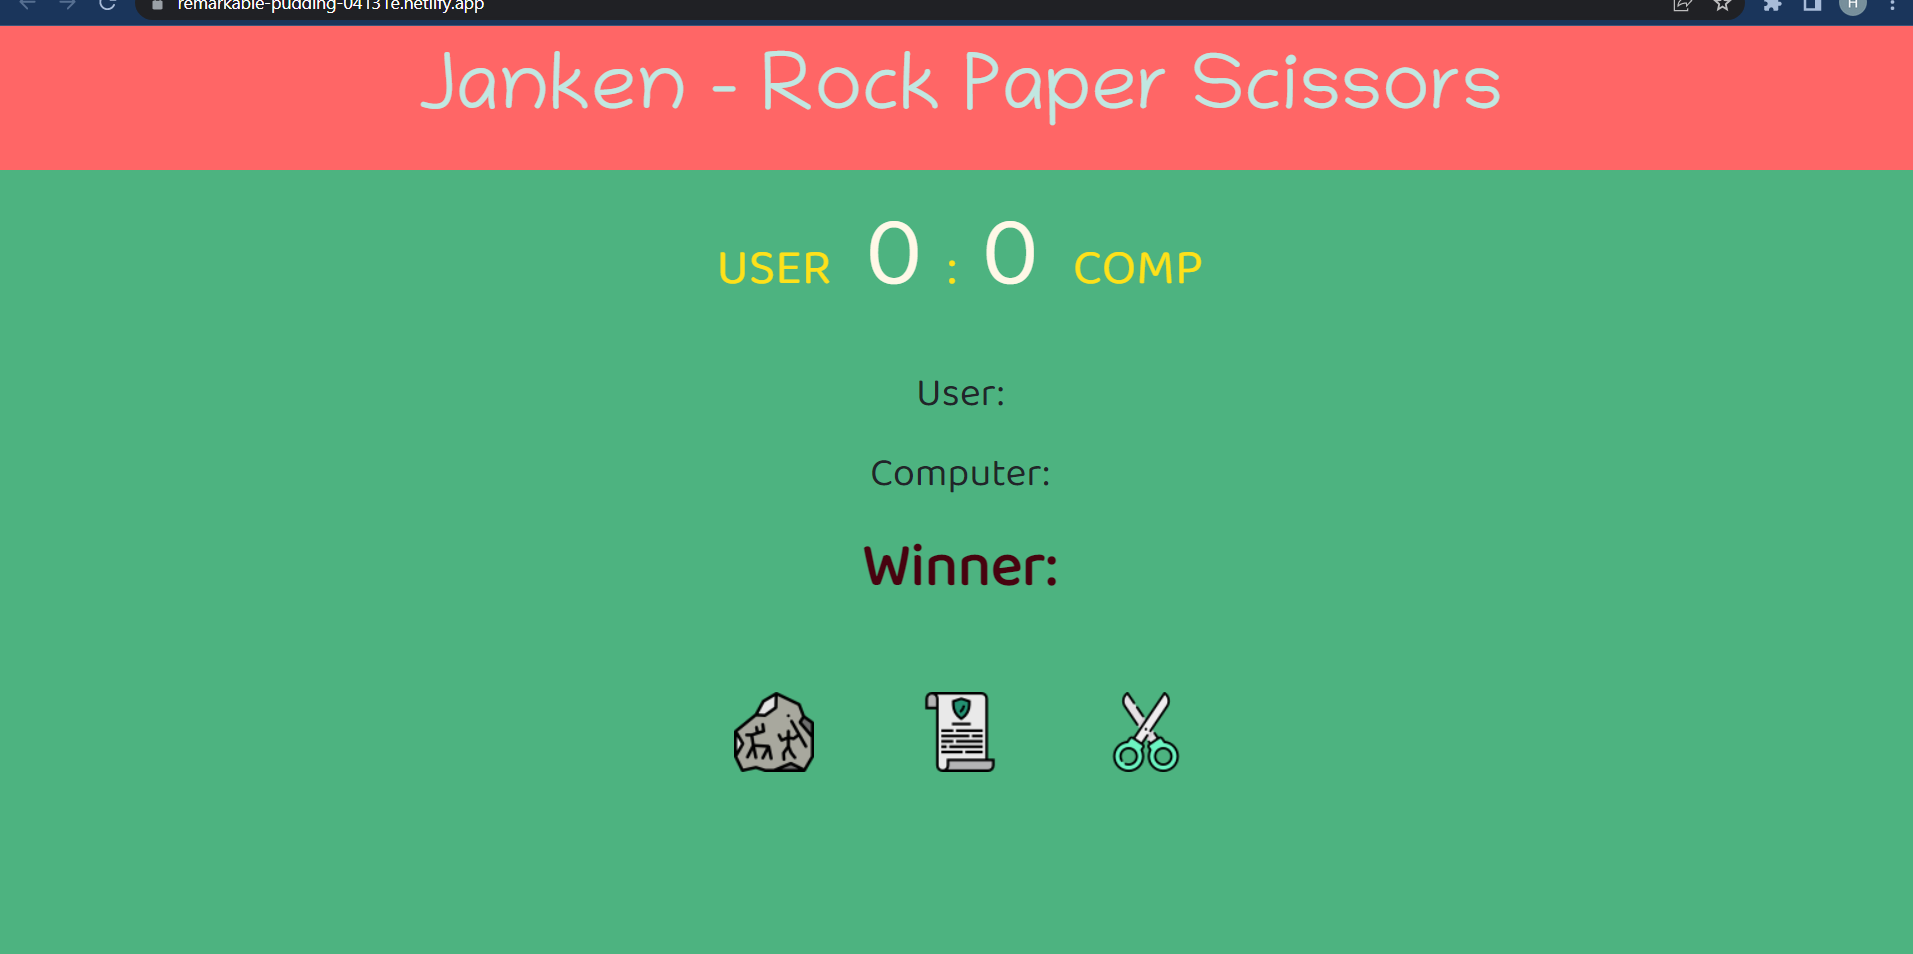 remarkable-pudding-04131e.netlify.app
H
Janken - Rock Paper Scissors
USER 0 : 0 COMP
User:
Computer:
Winner: